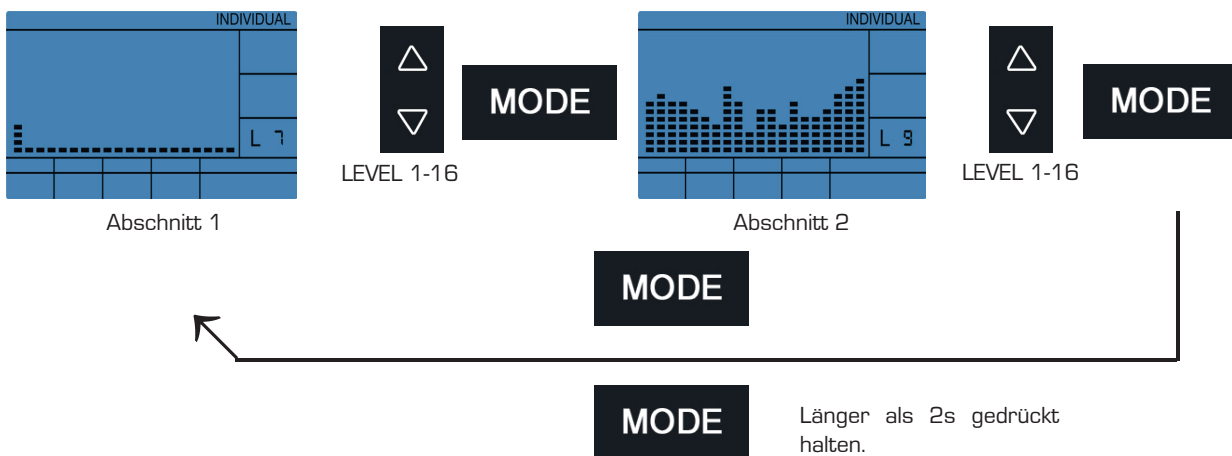 INDIVIDUAL
L 7
LEVEL 1-16
MODE
Abschnitt 1
INDIVIDUAL
L 9
LEVEL 1-16
MODE
Abschnitt 2
MODE
MODE
Länger als 2s gedrückt
halten.